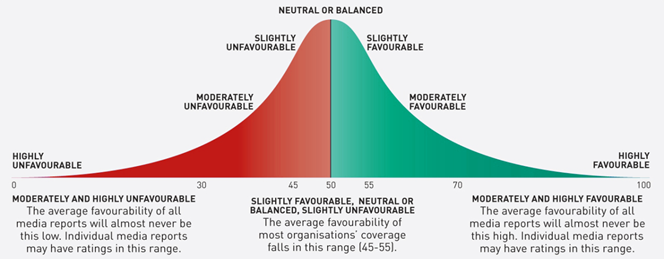 NEUTRAL OR BALANCED
SLIGHTLY
UNFAVOURABLE
SLIGHTLY
FAVOURABLE
MODERATELY
UNFAVOURABLE
MODERATELY
FAVOURABLE
HIGHLY
UNFAVOURABLE
HIGHLY
FAVOURABLE
0 30 45 50 55 70 100
MODERATELY AND HIGHLY UNFAVOURABLE
The average favourability of all
media reports will almost never be
this low. Individual media reports
may have ratings in this range.
SLIGHTLY FAVOURABLE, NEUTRAL OR
BALANCED, SLIGHTLY UNFAVOURABLE
The average favourability of
most organisations’ coverage
falls in this range (45-55).
MODERATELY AND HIGHLY FAVOURABLE
The average favourability of all
media reports will almost never be
this high. Individual media reports
may have ratings in this range.